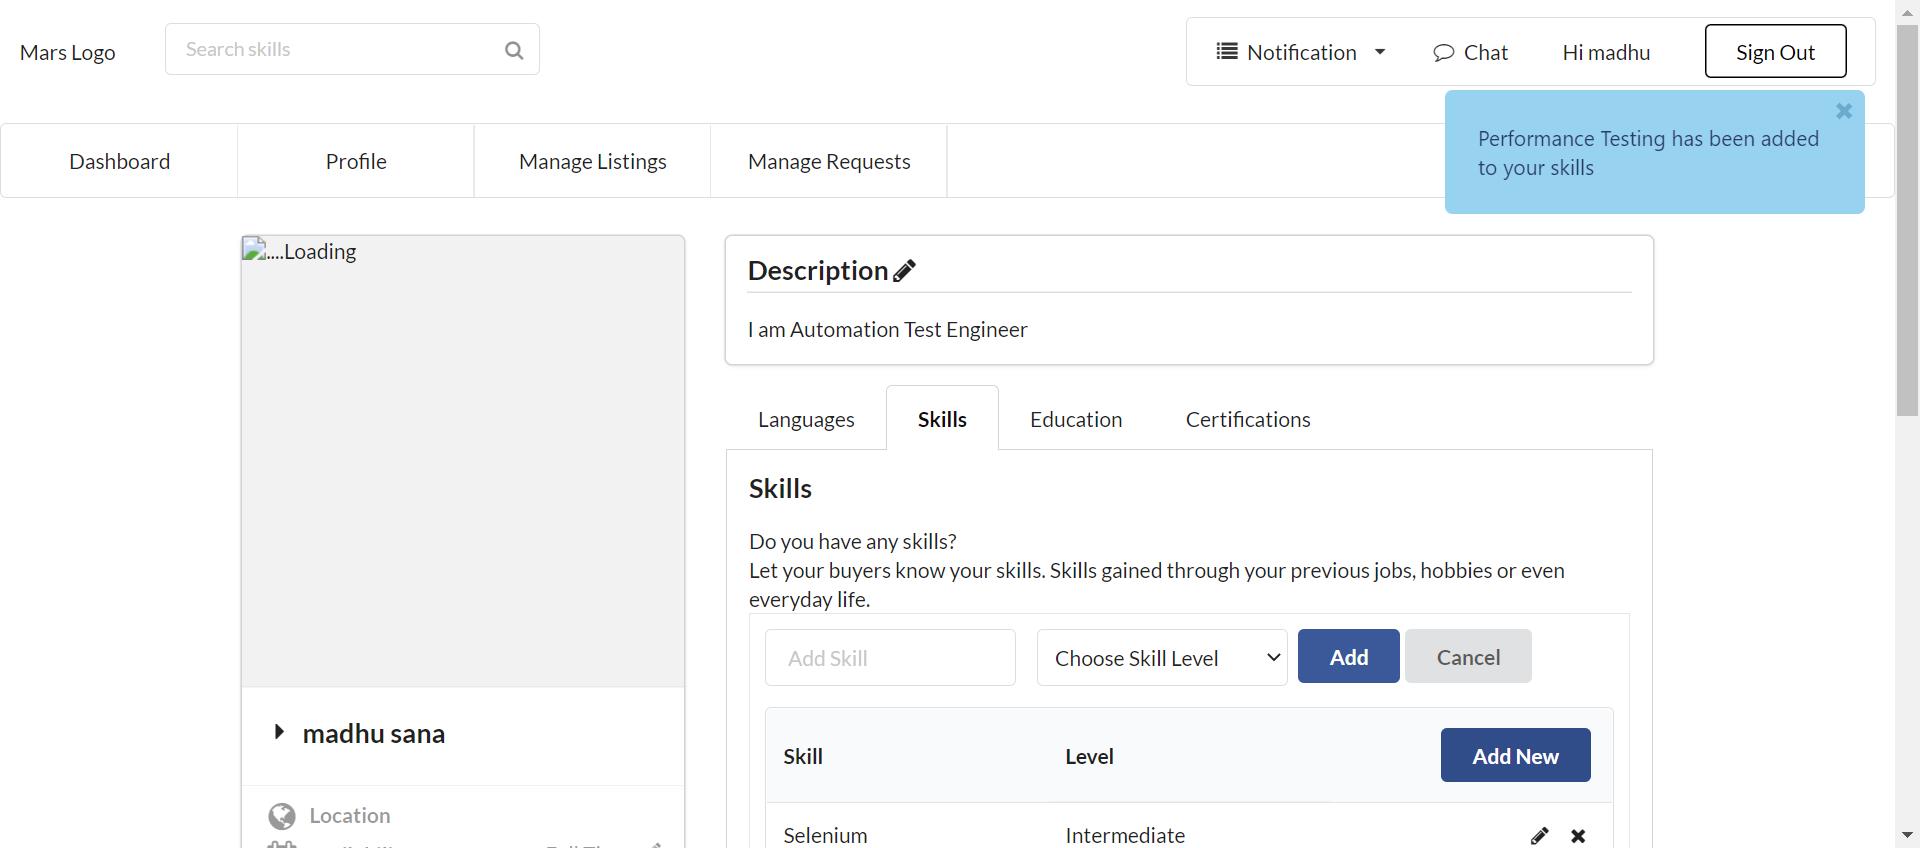 Mars Logo
Search skills
Notification
Chat
Hi madhu
Sign Out
Performance Testing has been added
to your skills
Dashboard
Profile
Manage Listings
Manage Requests
....Loading
Description
I am Automation Test Engineer
Languages
Skills
Education
Certifications
Skills
Do you have any skills?
Let your buyers know your skills. Skills gained through your previous jobs, hobbies or even
everyday life.
Add Skill
Choose Skill Level
Add
Cancel
Skill
Level
Add New
Selenium
Intermediate
madhu sana
Location